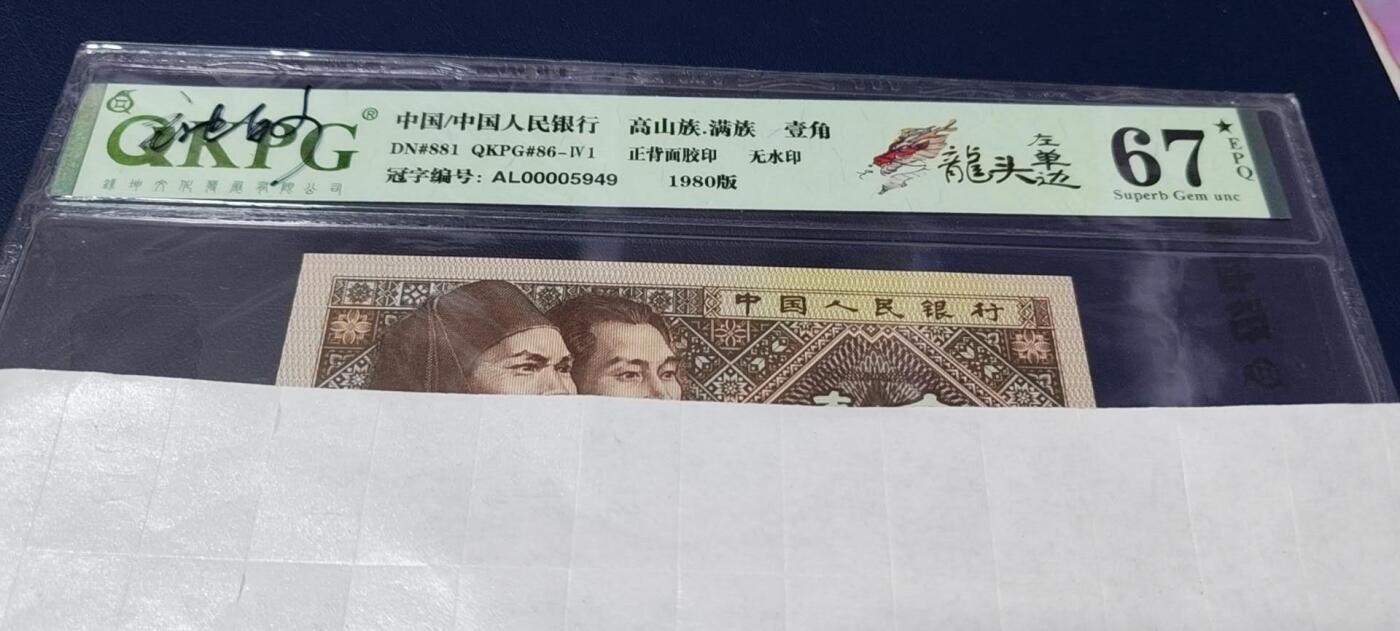 QKPG®
中国/中国人民银行 高山族.满族 壹角
DN#881 QKPG#86-Ⅳ1 正背面胶印 无水印
冠字编号: AL00005949 1980版
龍头 左单边
67★EPQ
Superb Gem unc
中国人民银行